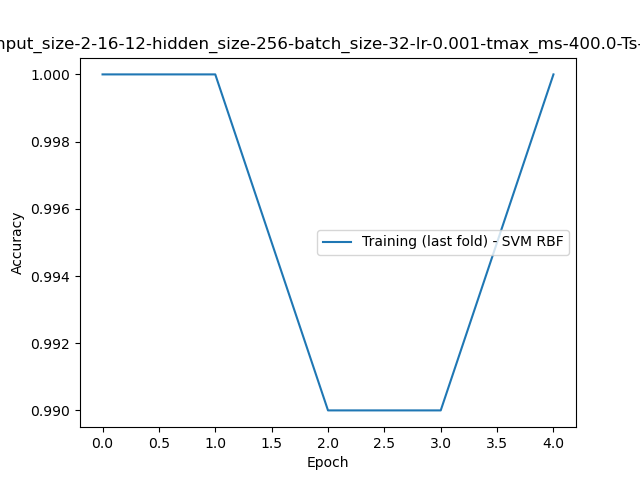 nput_size-2-16-12-hidden_size-256-batch_size-32-lr-0.001-tmax_ms-400.0-Ts-
1.000
0.998
0.996
0.994
0.992
0.990
Accuracy
Training (last fold) - SVM RBF
0.0 0.5 1.0 1.5 2.0 2.5 3.0 3.5 4.0
Epoch